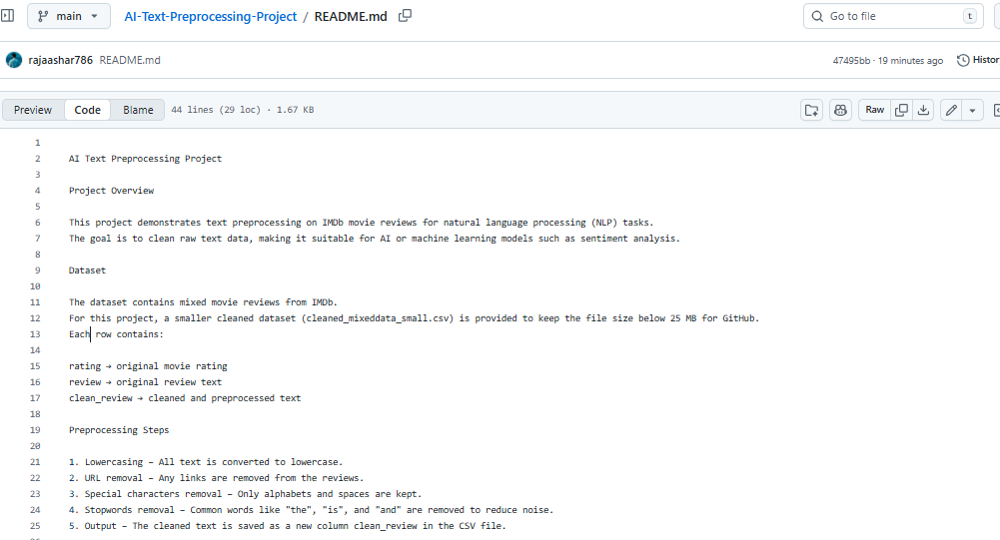 main
AI-Text-Preprocessing-Project / README.md
Go to file
t
rajaashar786 README.md
47495bb · 19 minutes ago
Histor
Preview Code Blame 44 lines (29 loc) · 1.67 KB
Raw
1
2 AI Text Preprocessing Project
3
4 Project Overview
5
6 This project demonstrates text preprocessing on IMDb movie reviews for natural language processing (NLP) tasks.
7 The goal is to clean raw text data, making it suitable for AI or machine learning models such as sentiment analysis.
8
9 Dataset
10
11 The dataset contains mixed movie reviews from IMDb.
12 For this project, a smaller cleaned dataset (cleaned_mixeddata_small.csv) is provided to keep the file size below 25 MB for GitHub.
13 Each row contains:
14
15 rating → original movie rating
16 review → original review text
17 clean_review → cleaned and preprocessed text
18
19 Preprocessing Steps
20
21 1. Lowercasing – All text is converted to lowercase.
22 2. URL removal – Any links are removed from the reviews.
23 3. Special characters removal – Only alphabets and spaces are kept.
24 4. Stopwords removal – Common words like "the", "is", and "and" are removed to reduce noise.
25 5. Output – The cleaned text is saved as a new column clean_review in the CSV file.